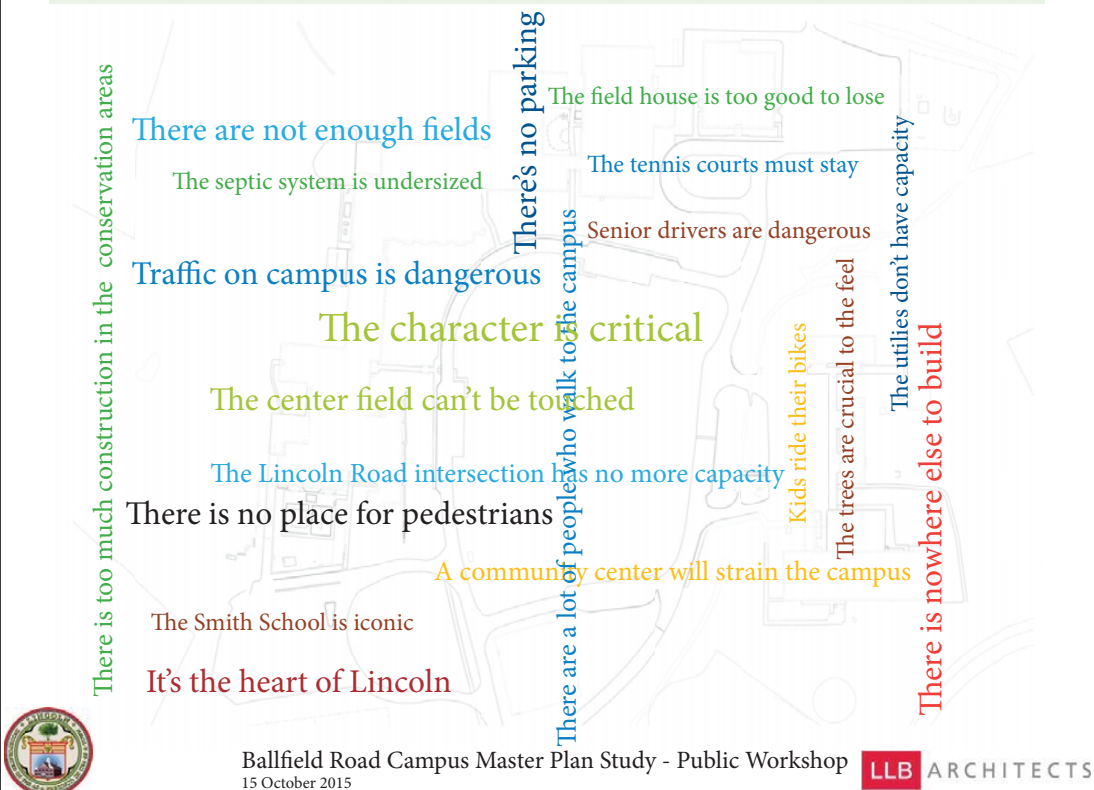 There is too much construction in the conservation areas
There's no parking
The field house is too good to lose
There are not enough fields
The tennis courts must stay
The septic system is undersized
The utilities don't have capacity
Senior drivers are dangerous
Traffic on campus is dangerous
The character is critical
The center field can't be touched
There are a lot of people who walk to the campus
Kids ride their bikes
The trees are crucial to the feel
There is nowhere else to build
The Lincoln Road intersection has no more capacity
There is no place for pedestrians
A community center will strain the campus
The Smith School is iconic
It's the heart of Lincoln
LINCOLN
Ballfield Road Campus Master Plan Study - Public Workshop
15 October 2015
LLB ARCHITECTS